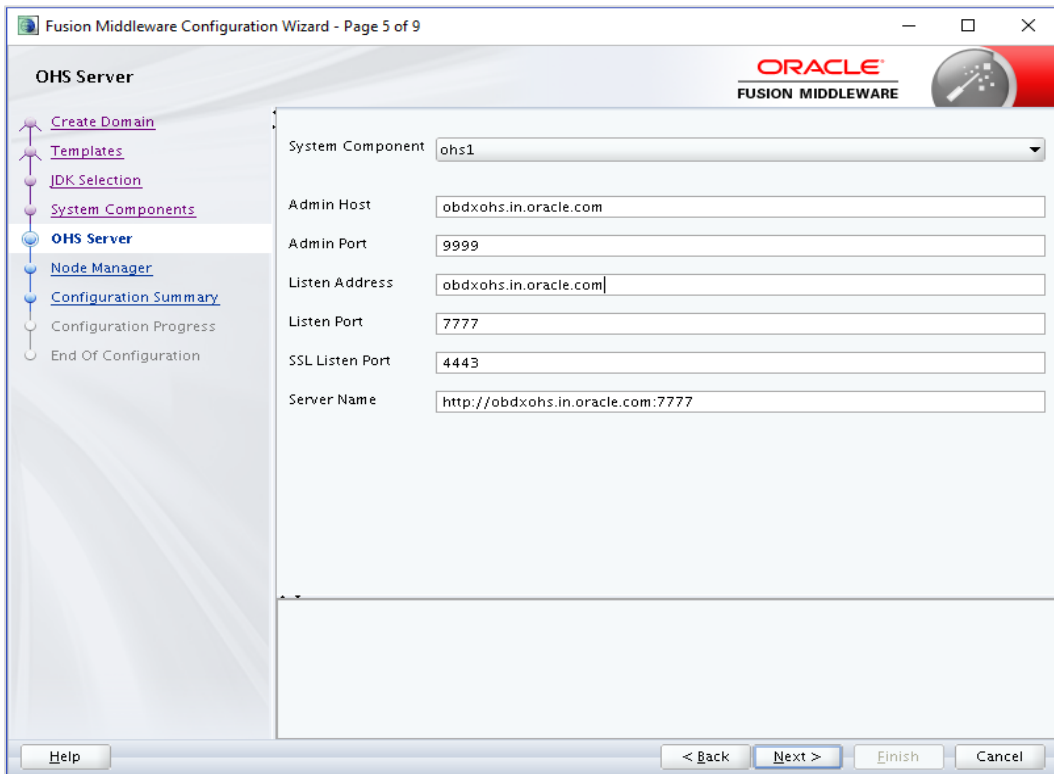 Fusion Middleware Configuration Wizard - Page 5 of 9
OHS Server
ORACLE®
FUSION MIDDLEWARE
Create Domain
Templates
JDK Selection
System Components
OHS Server
Node Manager
Configuration Summary
Configuration Progress
End Of Configuration
System Component ohs1
Admin Host obdxohs.in.oracle.com
Admin Port 9999
Listen Address obdxohs.in.oracle.com
Listen Port 7777
SSL Listen Port 4443
Server Name http://obdxohs.in.oracle.com:7777
Help
< Back
Next >
Finish
Cancel